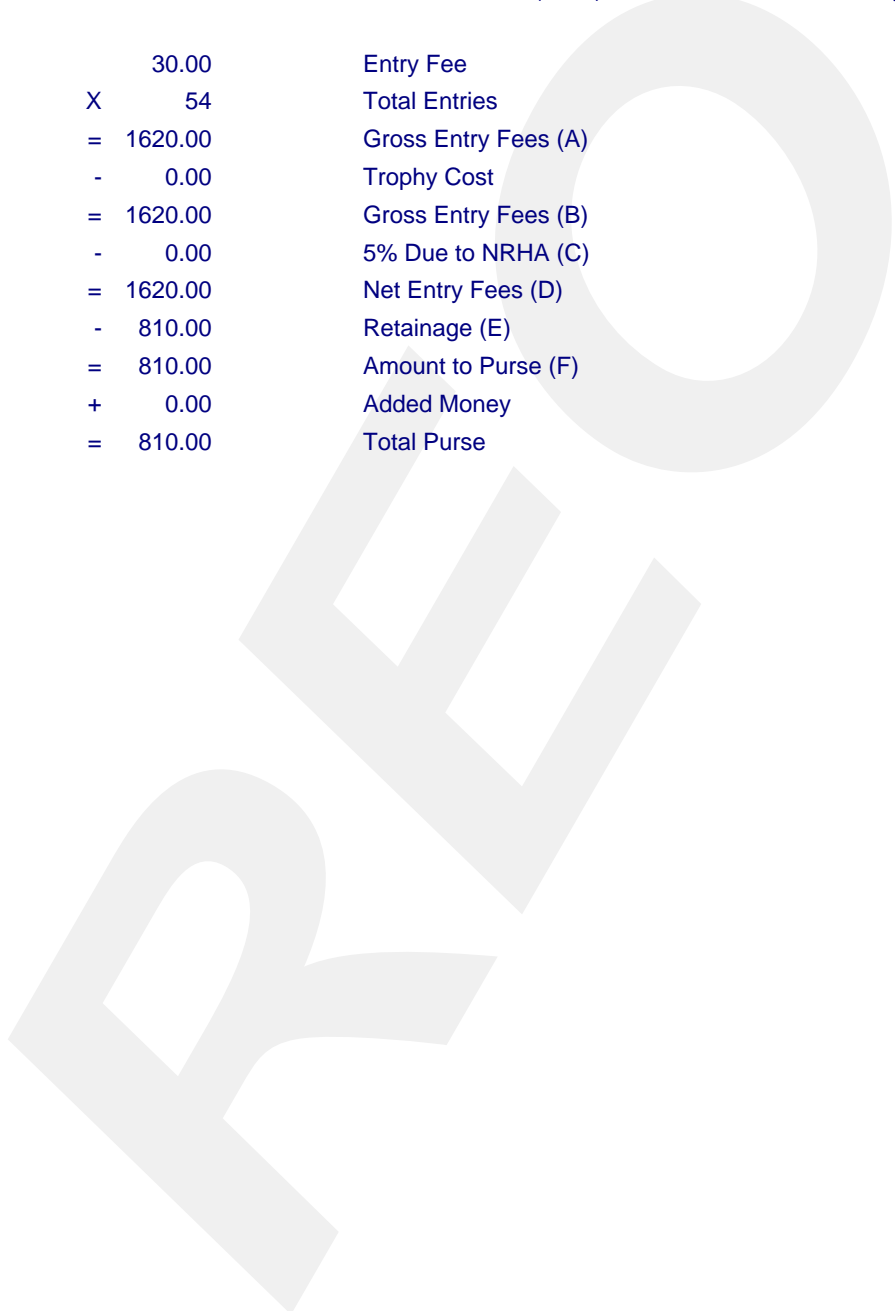 30.00 Entry Fee
X 54 Total Entries
= 1620.00 Gross Entry Fees (A)
- 0.00 Trophy Cost
= 1620.00 Gross Entry Fees (B)
- 0.00 5% Due to NRHA (C)
= 1620.00 Net Entry Fees (D)
- 810.00 Retainage (E)
= 810.00 Amount to Purse (F)
+ 0.00 Added Money
= 810.00 Total Purse
REO